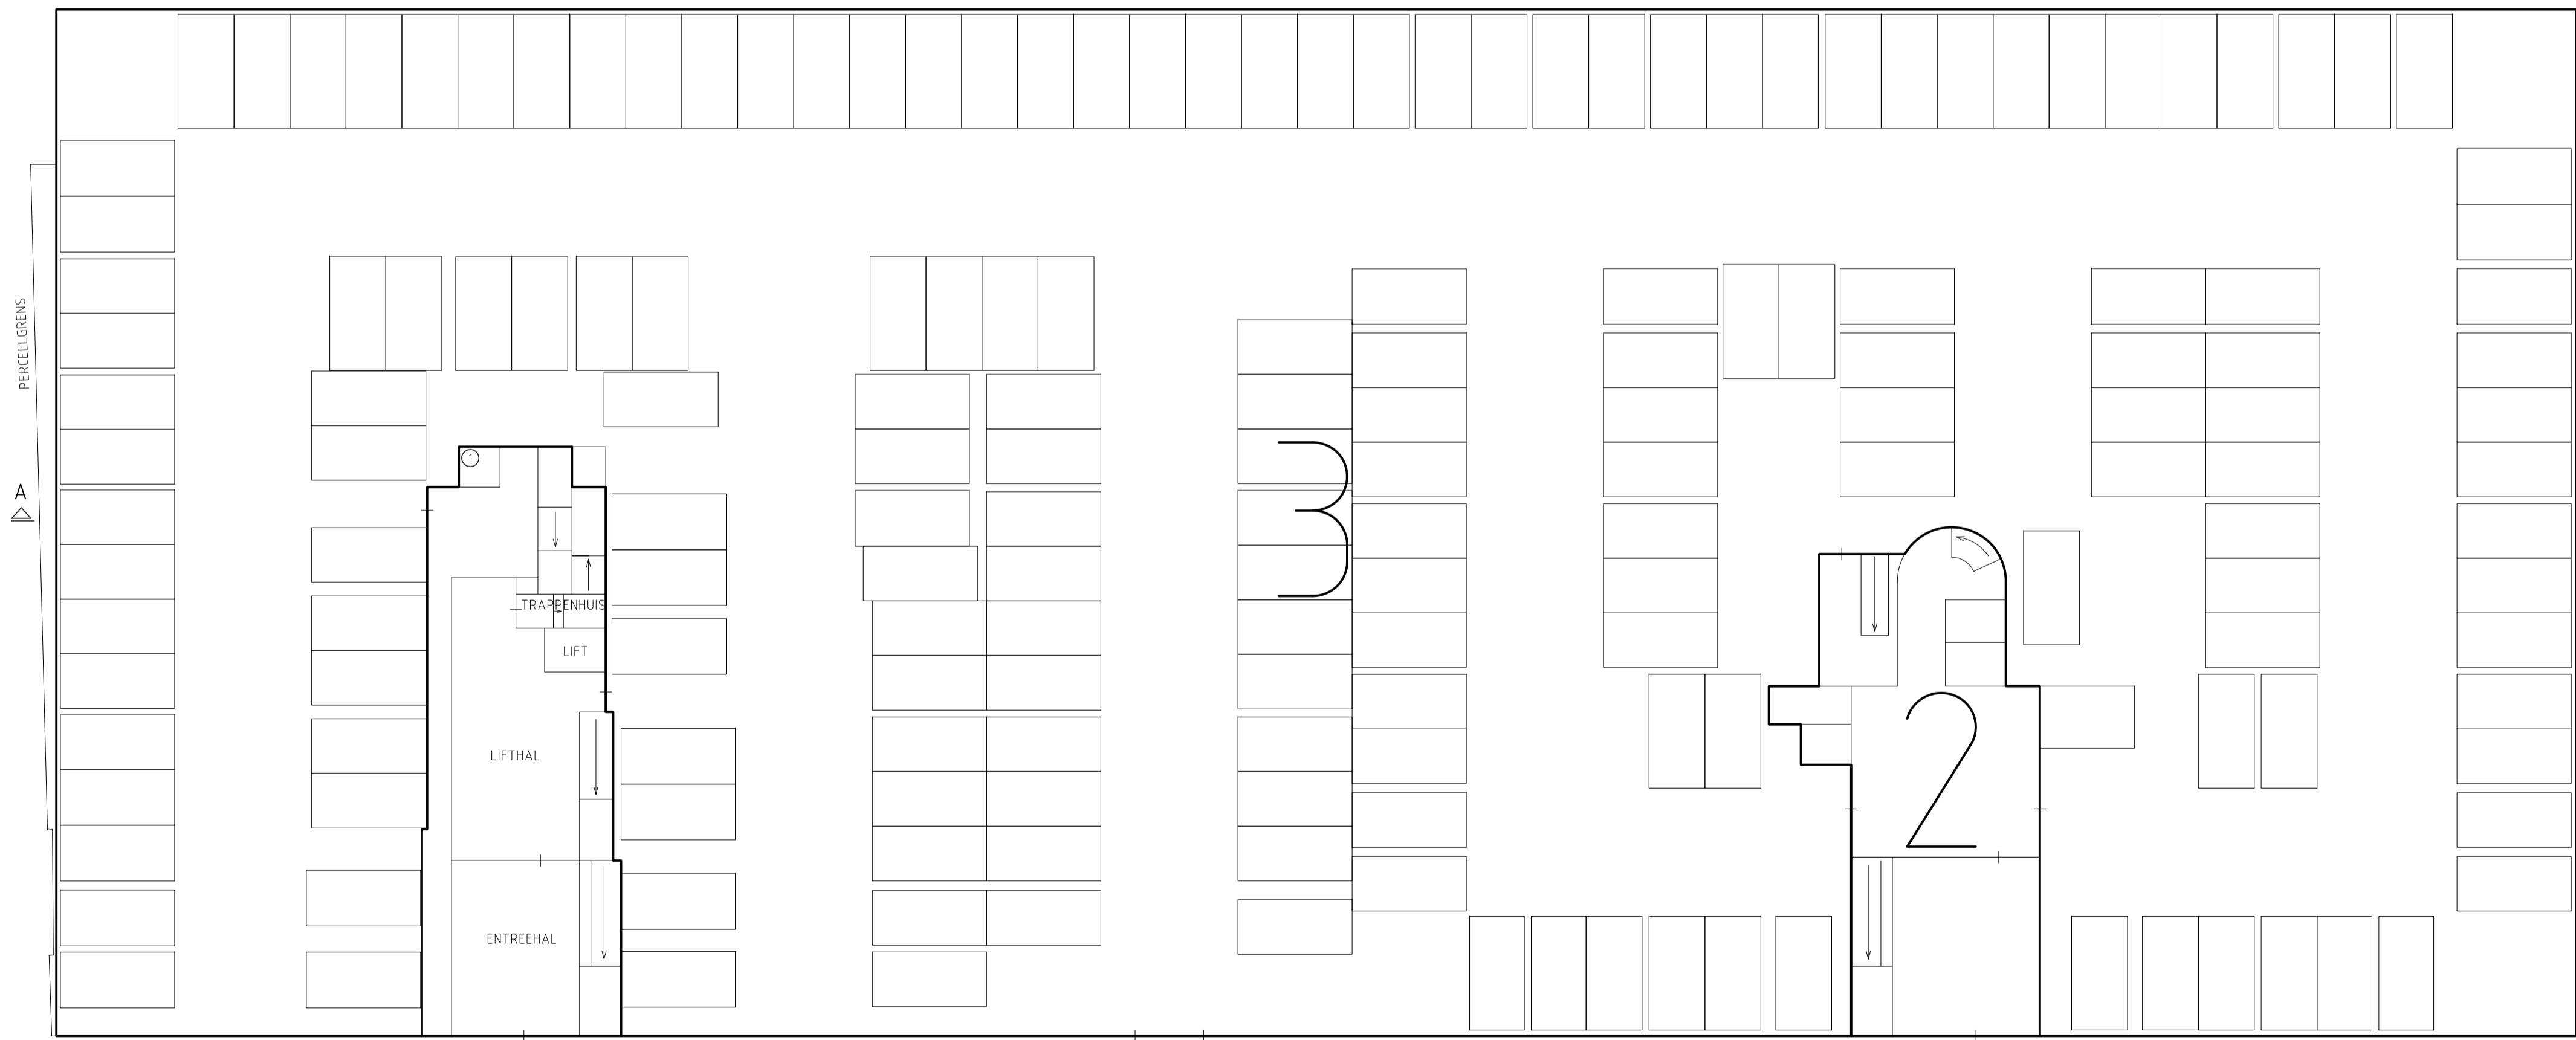 PERCEELGRENS
A
1
TRAPPENHUIS
LIFT
3
LIFTHAL
2
ENTREEHAL